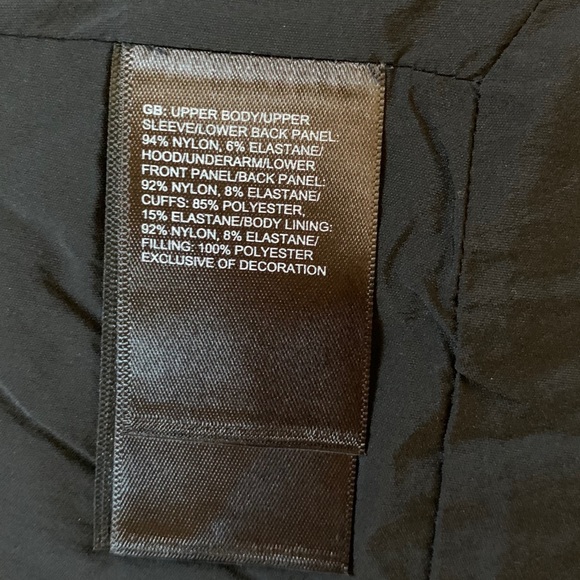 GB: UPPER BODY/UPPER
SLEEVE/LOWER BACK PANEL:
94% NYLON, 6% ELASTANE/
HOOD/UNDERARM/LOWER
FRONT PANEL/BACK PANEL:
92% NYLON, 8% ELASTANE/
CUFFS: 85% POLYESTER,
15% ELASTANE/BODY LINING:
92% NYLON, 8% ELASTANE/
FILLING: 100% POLYESTER
EXCLUSIVE OF DECORATION